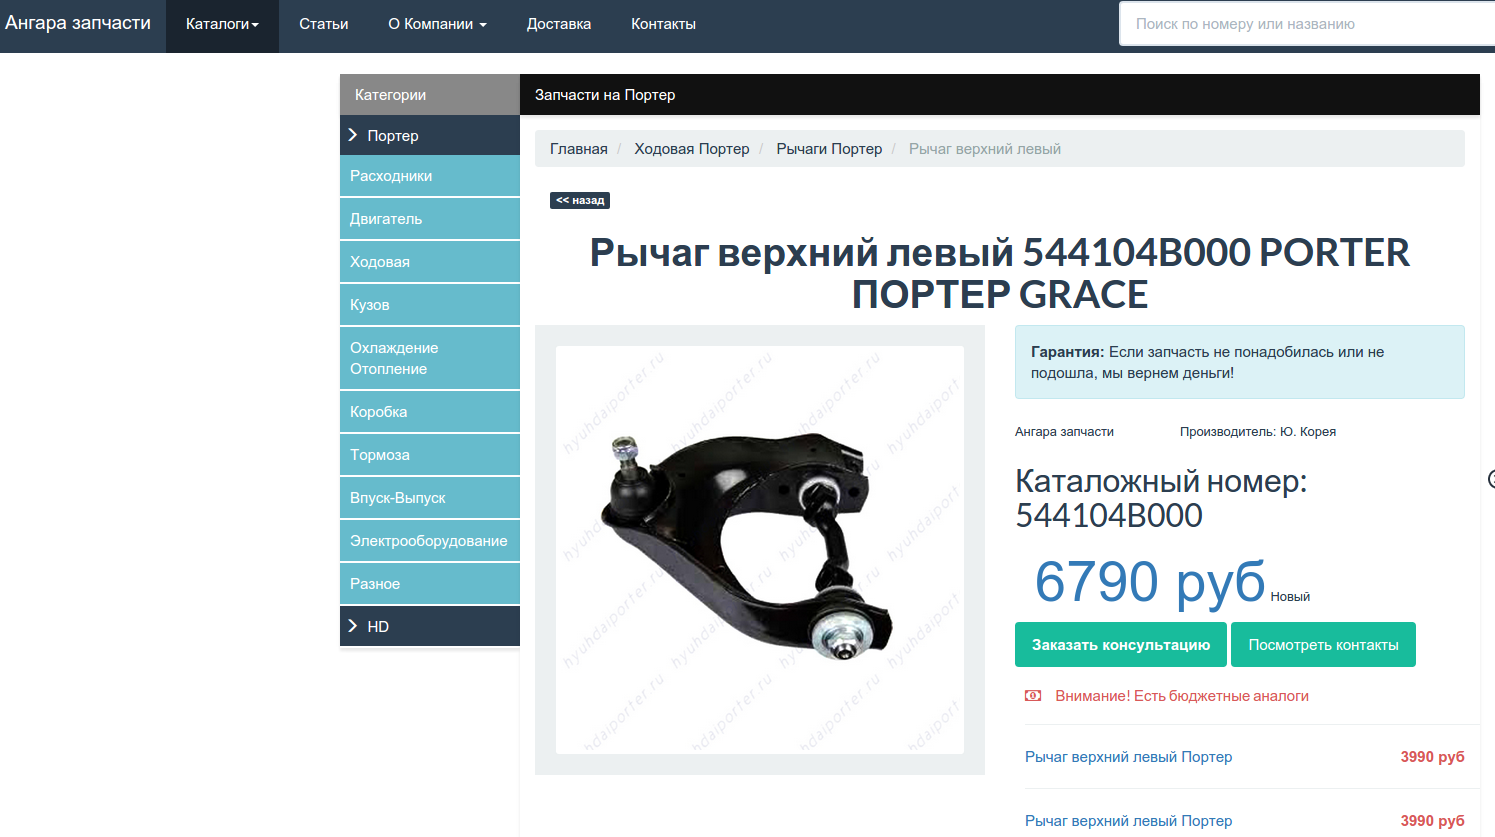 Ангара запчасти
Каталоги
Статьи
О Компании
Доставка
Контакты
Поиск по номеру или названию
Категории
Портер
Расходники
Двигатель
Ходовая
Кузов
Охлаждение
Отопление
Коробка
Тормоза
Впуск-Выпуск
Электрооборудование
Разное
HD
Запчасти на Портер
Главная / Ходовая Портер / Рычаги Портер / Рычаг верхний левый
<< назад
Рычаг верхний левый 544104B000 PORTER
ПОРТЕР GRACE
hyuhdaiporter.ru
Гарантия: Если запчасть не понадобилась или не
подошла, мы вернем деньги!
Ангара запчасти
Производитель: Ю. Корея
Каталожный номер:
544104B000
6790 руб Новый
Заказать консультацию
Посмотреть контакты
Внимание! Есть бюджетные аналоги
Рычаг верхний левый Портер 3990 руб
Рычаг верхний левый Портер 3990 руб